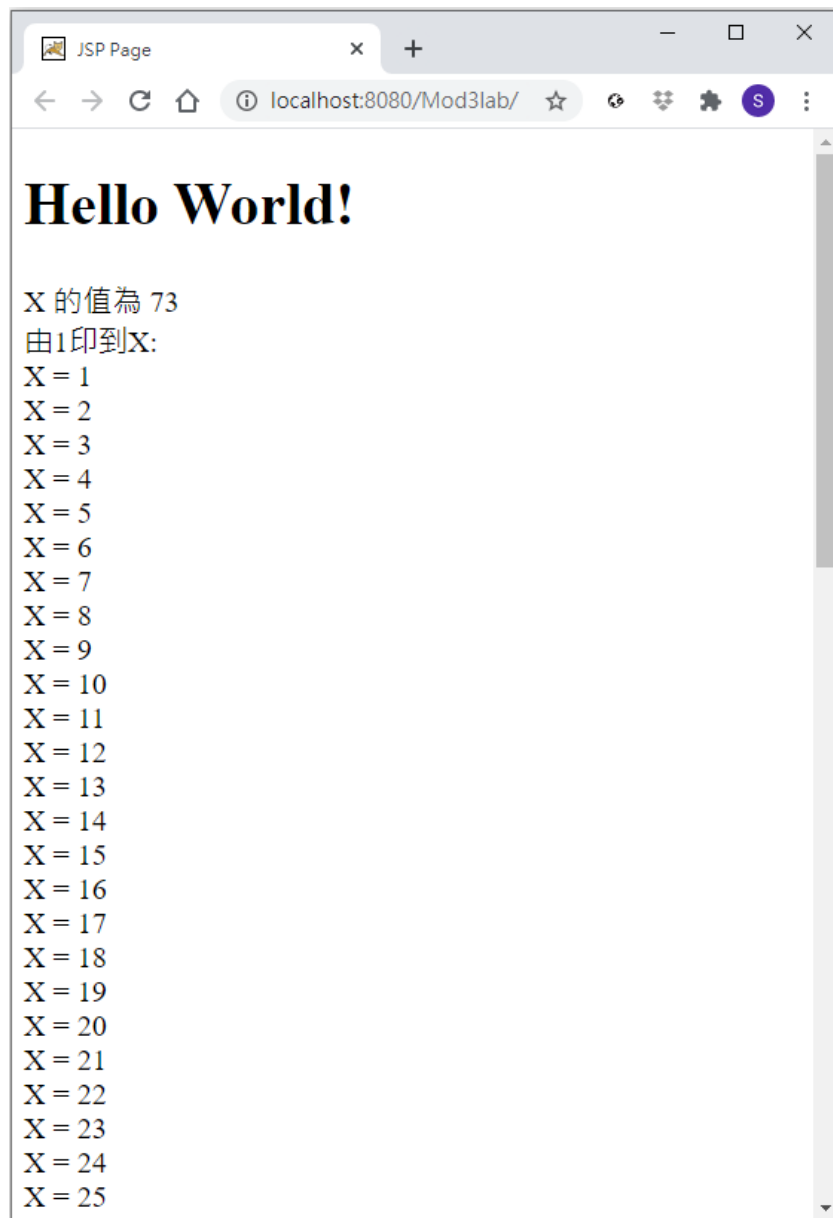 JSP Page
localhost:8080/Mod3lab/
S
Hello World!
X 的值為 73
由1印到X:
X = 1
X = 2
X = 3
X = 4
X = 5
X = 6
X = 7
X = 8
X = 9
X = 10
X = 11
X = 12
X = 13
X = 14
X = 15
X = 16
X = 17
X = 18
X = 19
X = 20
X = 21
X = 22
X = 23
X = 24
X = 25